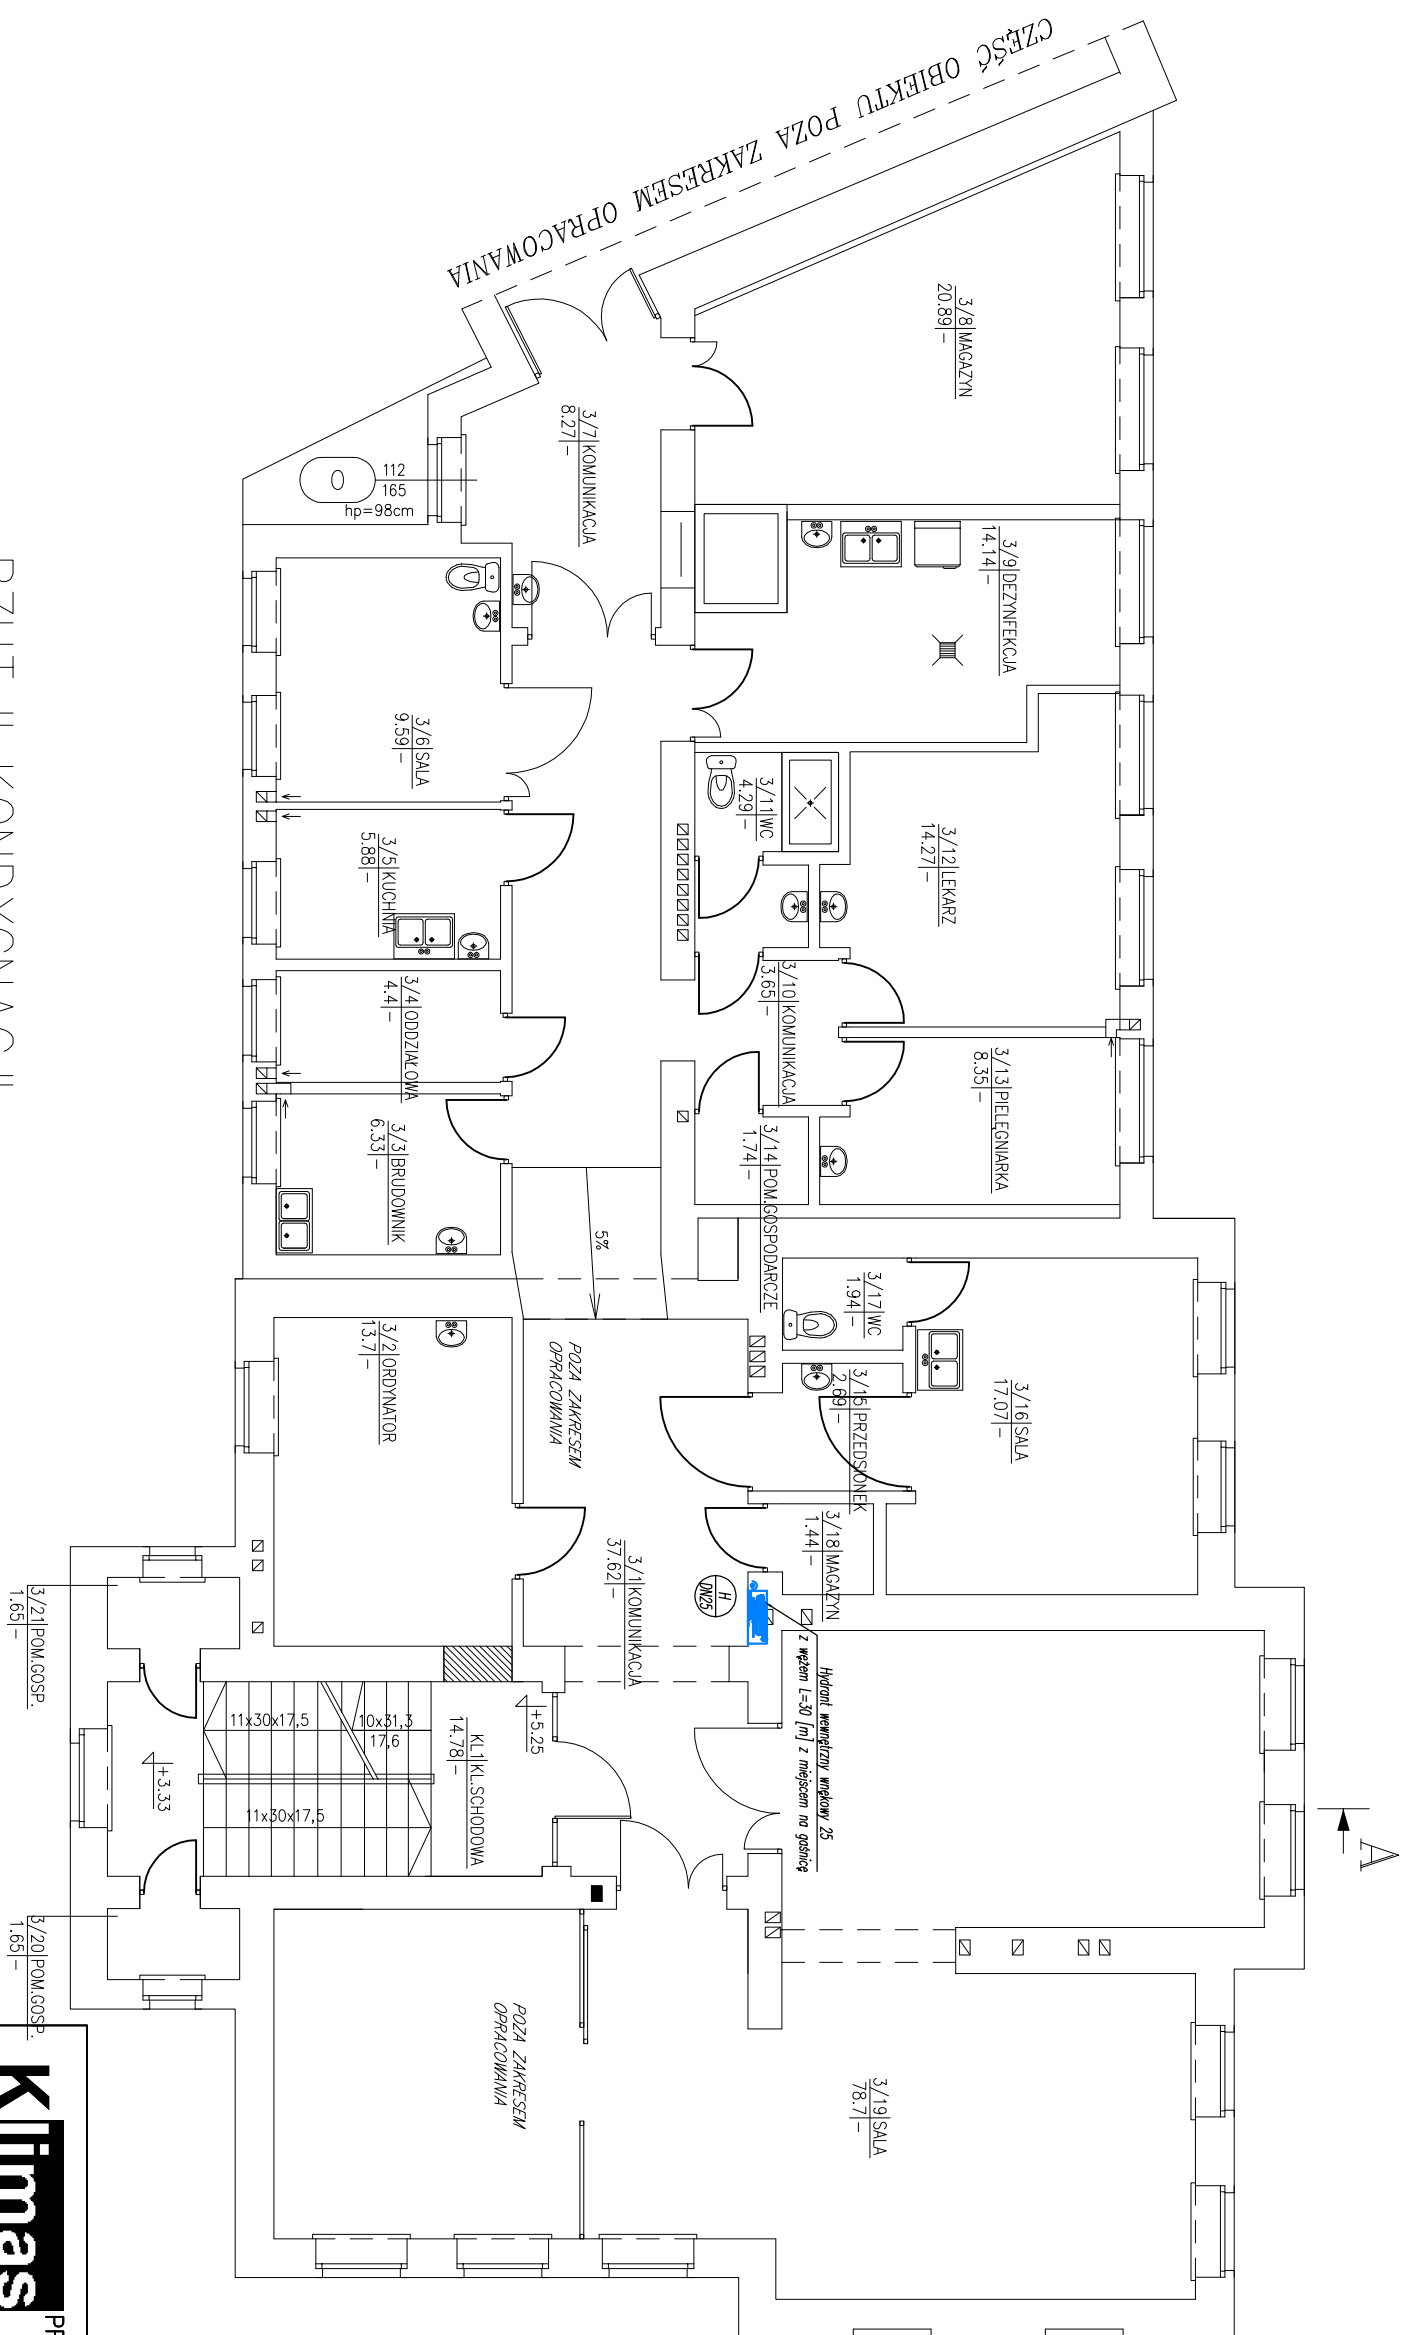 CZĘŚĆ OBIEKTU POZA ZAKRESEM OPRACOWANIA
3/8 MAGAZYN
20.89 –
3/7 KOMUNIKACJA
8.27 –
112
165
hp=98cm
3/9 DEZYNFEKCJA
14.14 –
3/6 SALA
9.59 –
3/11 WC
4.29 –
3/12 LEKARZ
14.27 –
3/5 KUCHNIA
5.88 –
3/4 ODDZIAŁOWA
4.4 –
3/10 KOMUNIKACJA
3.65 –
3/13 PIELĘGNIARKA
8.35 –
3/3 BRUDOWNIK
6.33 –
3/14 POM.GOSPODARCZE
1.74 –
5%
3/17 WC
1.94 –
3/2 ORDYNATOR
13.7 –
POZA ZAKRESEM
OPRACOWANIA
3/15 PRZEDSIONEK
2.69 –
3/16 SALA
17.07 –
3/18 MAGAZYN
1.44 –
3/1 KOMUNIKACJA
37.62 –
H
DN25
Hydrant wewnętrzny wnękowy 25
z wężem L=30 [m] z miejscem na gaśnicę
3/21 POM.GOSP.
1.65 –
11x30x17,5
10x31,3
17,6
11x30x17,5
+5.25
+3.33
KL1 KL.SCHODOWA
14.78 –
A
3/20 POM.GOSP.
1.65 –
POZA ZAKRESEM
OPRACOWANIA
3/19 SALA
78.7 –
RZUT II KONDYGNACJI
Klimas